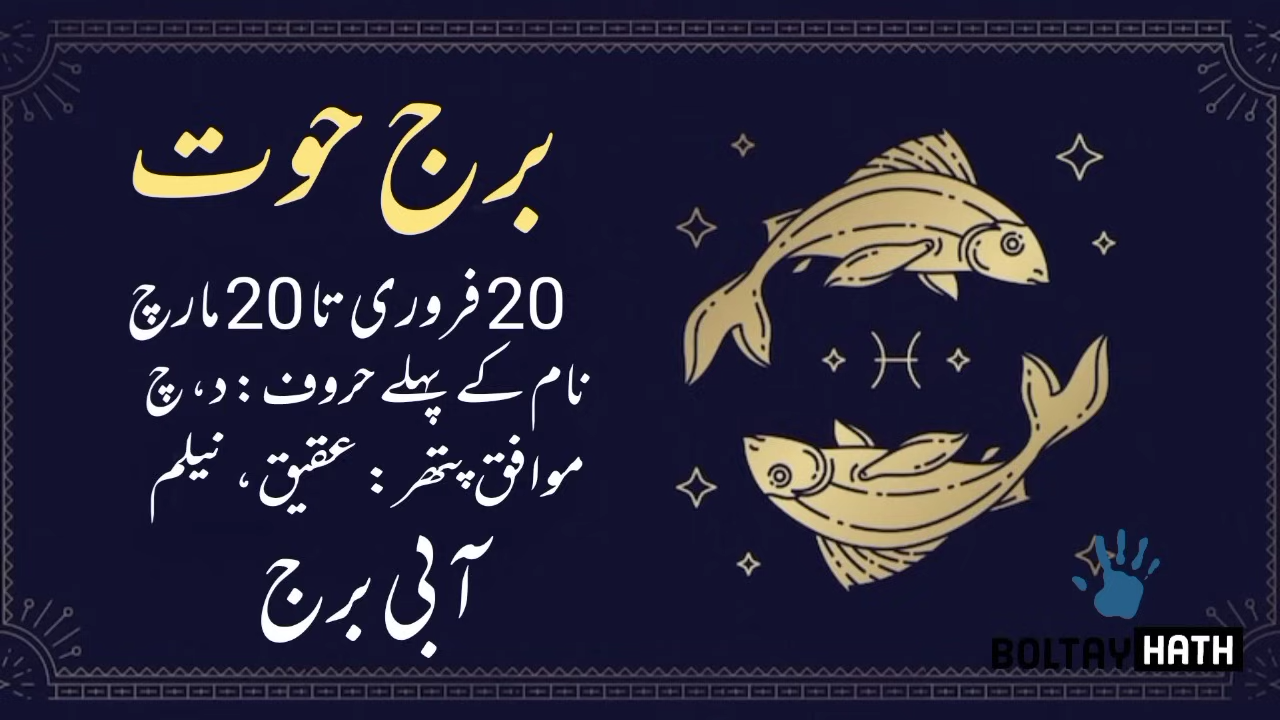 برج حوت
20 فروری تا 20 مارچ
نام کے پہلے حروف : د، چ
موافق پتھر : عقیق، نیلم
آبی برج
BOLTAY HATH